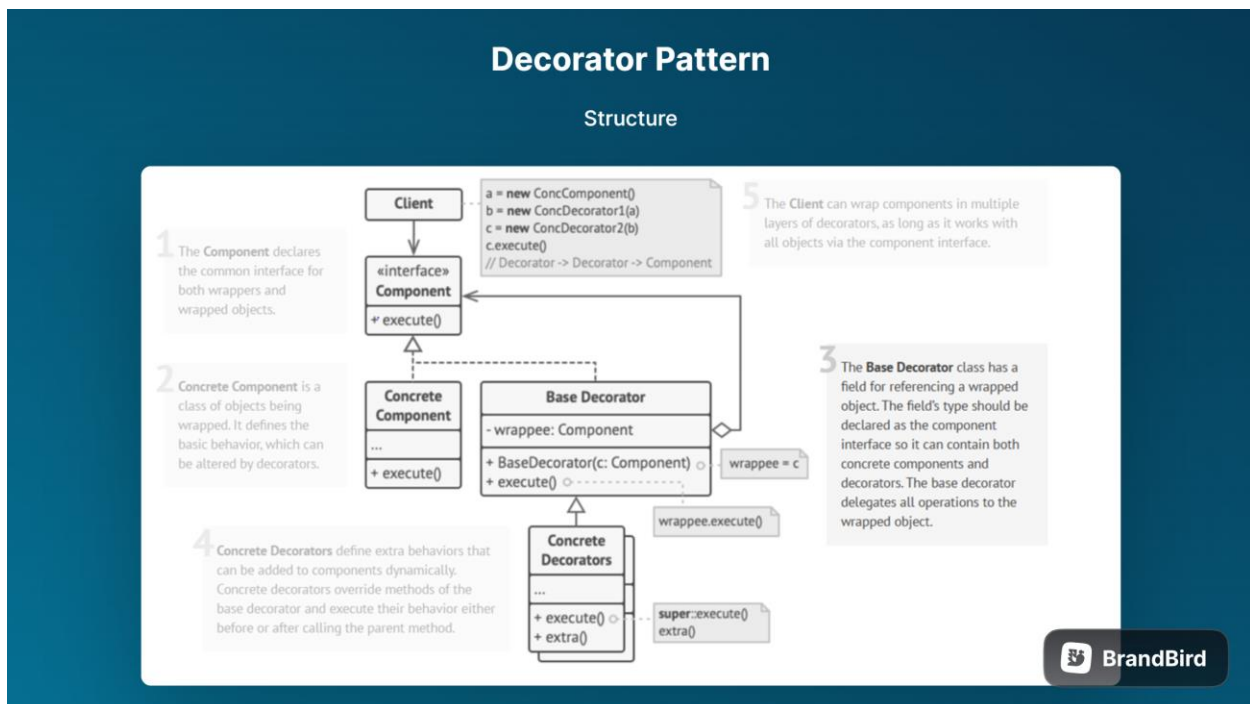 Decorator Pattern
Structure
Client
a = new ConcComponent()
b = new ConcDecorator1(a)
c = new ConcDecorator2(b)
c.execute()
// Decorator -> Decorator -> Component
5
The Client can wrap components in multiple
layers of decorators, as long as it works with
all objects via the component interface.
1
The Component declares
the common interface for
both wrappers and
wrapped objects.
«interface»
Component
+ execute()
2
Concrete Component is a
class of objects being
wrapped. It defines the
basic behavior, which can
be altered by decorators.
Concrete
Component
...
+ execute()
Base Decorator
- wrappee: Component
+ BaseDecorator(c: Component)
+ execute()
wrappee = c
wrappee.execute()
3
The Base Decorator class has a
field for referencing a wrapped
object. The field's type should be
declared as the component
interface so it can contain both
concrete components and
decorators. The base decorator
delegates all operations to the
wrapped object.
4
Concrete Decorators define extra behaviors that
can be added to components dynamically.
Concrete decorators override methods of the
base decorator and execute their behavior either
before or after calling the parent method.
Concrete
Decorators
...
+ execute()
+ extra()
super::execute()
extra()
BrandBird